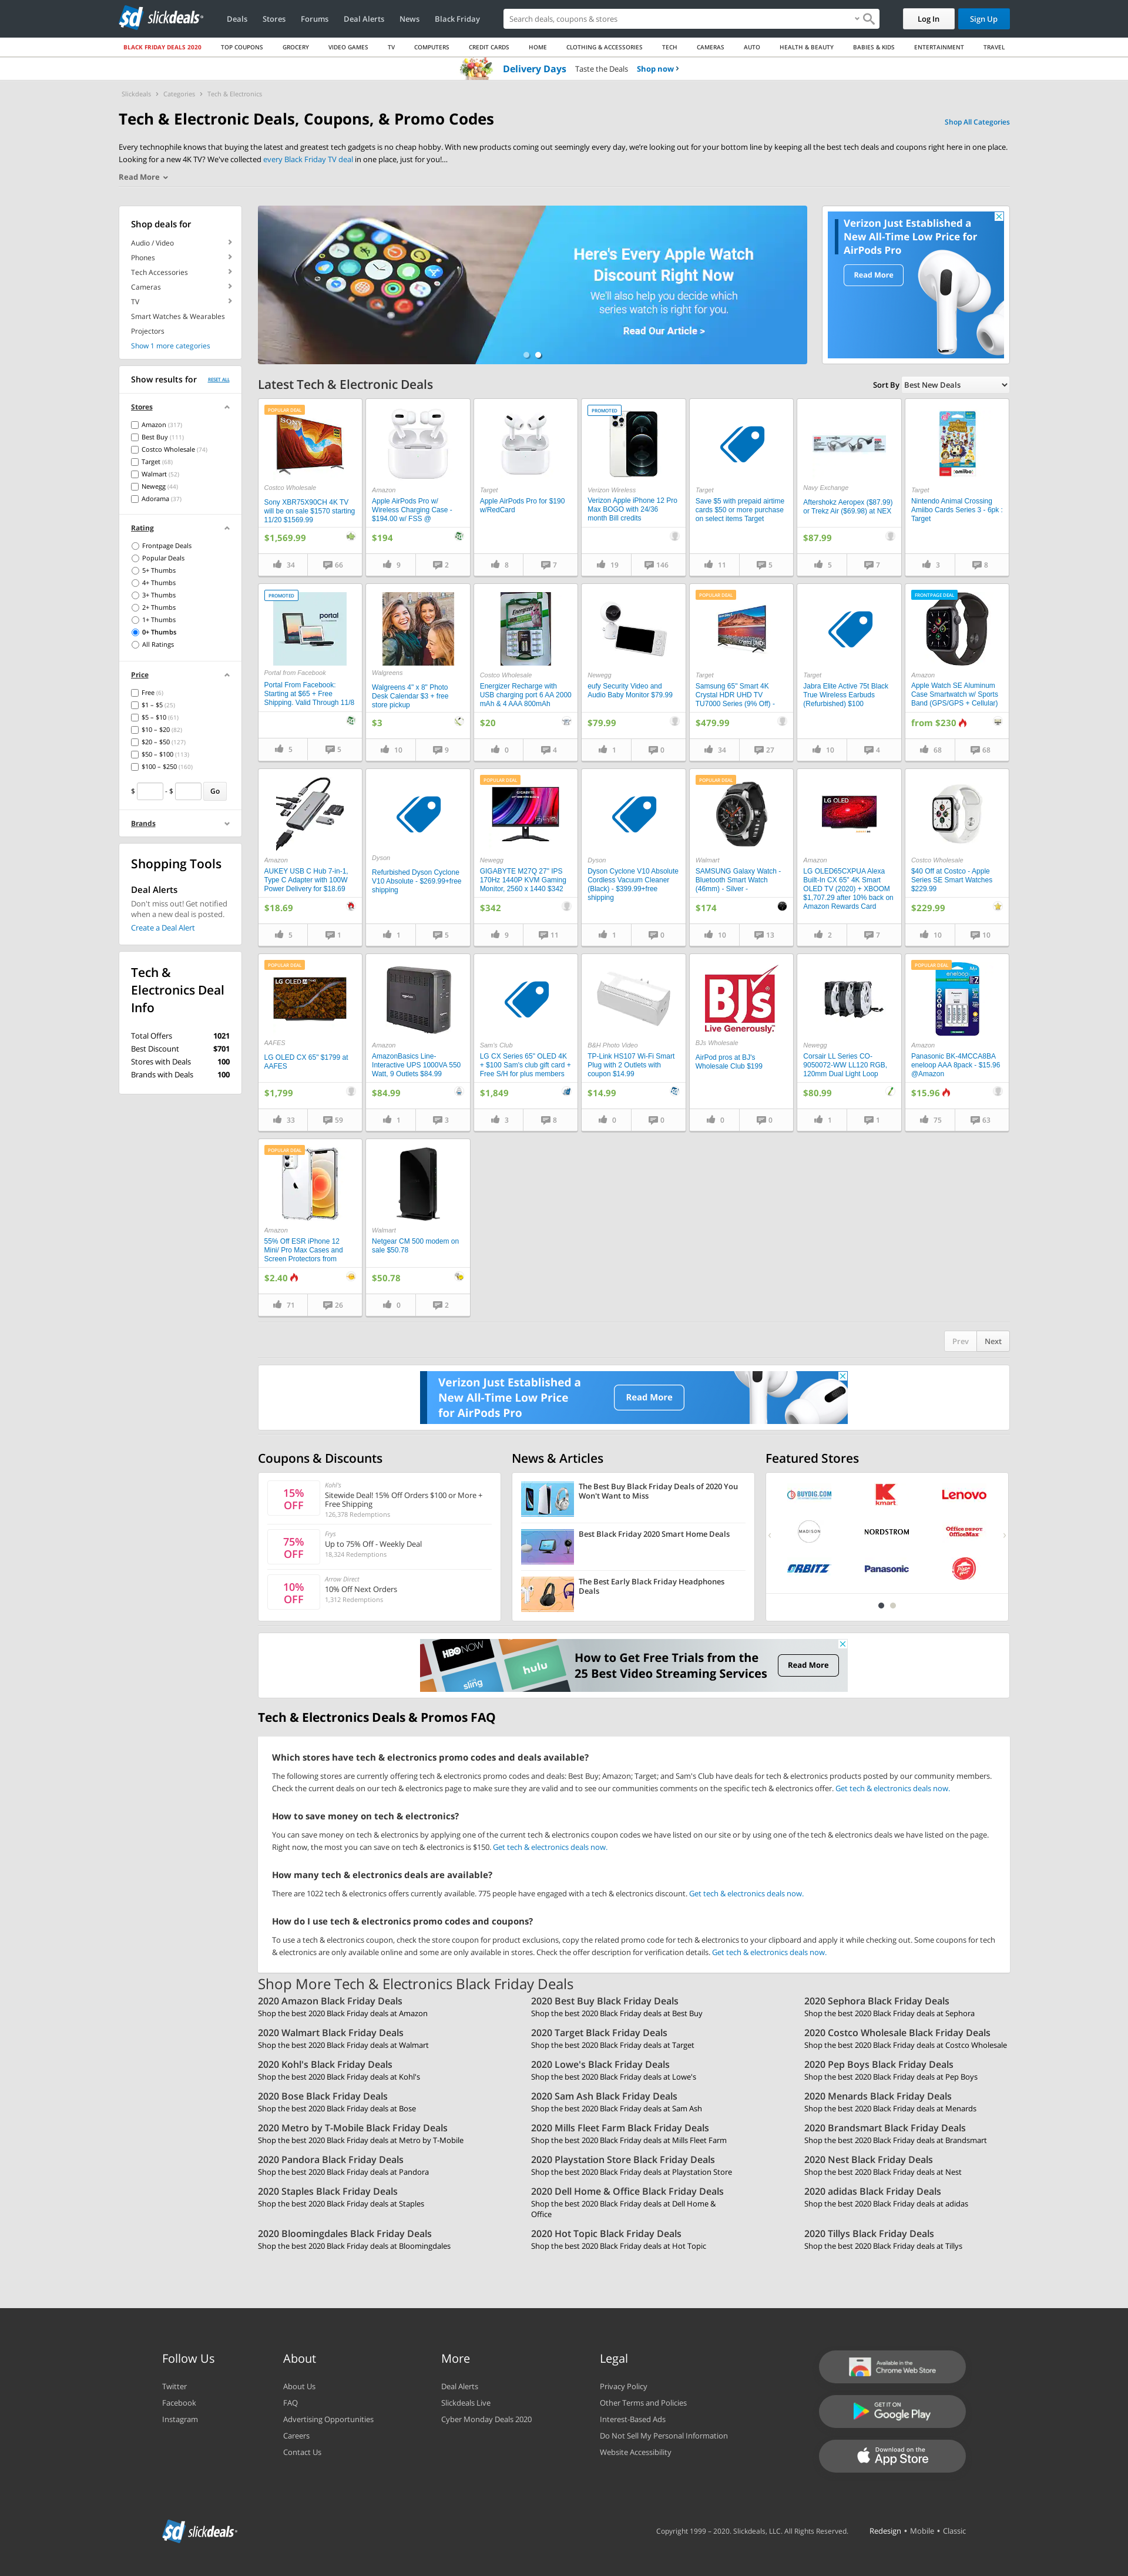 slickdeals
Deals
Stores
Forums
Deal Alerts
News
Black Friday
Search deals, coupons & stores
Log In
Sign Up
BLACK FRIDAY DEALS 2020
TOP COUPONS
GROCERY
VIDEO GAMES
TV
COMPUTERS
CREDIT CARDS
HOME
CLOTHING & ACCESSORIES
TECH
CAMERAS
AUTO
HEALTH & BEAUTY
BABIES & KIDS
ENTERTAINMENT
TRAVEL
Delivery Days Taste the Deals Shop now
Slickdeals > Categories > Tech & Electronics
Tech & Electronic Deals, Coupons, & Promo Codes
Shop All Categories
Every technophile knows that buying the latest and greatest tech gadgets is no cheap hobby. With new products coming out seemingly every day, we're looking out for your bottom line by keeping all the best tech deals and coupons right here in one place.
Looking for a new 4K TV? We've collected every Black Friday TV deal in one place, just for you!...
Read More
Shop deals for
Audio / Video
Phones
Tech Accessories
Cameras
TV
Smart Watches & Wearables
Projectors
Show 1 more categories
Show results for RESET ALL
Stores
Amazon (317)
Best Buy (111)
Costco Wholesale (74)
Target (68)
Walmart (52)
Newegg (44)
Adorama (37)
Rating
Frontpage Deals
Popular Deals
5+ Thumbs
4+ Thumbs
3+ Thumbs
2+ Thumbs
1+ Thumbs
0+ Thumbs
All Ratings
Price
Free (6)
$1 – $5 (25)
$5 – $10 (61)
$10 – $20 (82)
$20 – $50 (127)
$50 – $100 (113)
$100 – $250 (160)
$ - $ Go
Brands
Shopping Tools
Deal Alerts
Don't miss out! Get notified
when a new deal is posted.
Create a Deal Alert
Tech &
Electronics Deal
Info
Total Offers 1021
Best Discount $701
Stores with Deals 100
Brands with Deals 100
Here's Every Apple Watch
Discount Right Now
We'll also help you decide which
series watch is right for you.
Read Our Article >
Verizon Just Established a
New All-Time Low Price for
AirPods Pro
Read More
Latest Tech & Electronic Deals
Sort By Best New Deals
POPULAR DEAL
SONY
Costco Wholesale
Sony XBR75X90CH 4K TV
will be on sale $1570 starting
11/20 $1569.99
$1,569.99
34 66
Amazon
Apple AirPods Pro w/
Wireless Charging Case -
$194.00 w/ FSS @
$194
9 2
Target
Apple AirPods Pro for $190
w/RedCard
8 7
PROMOTED
Verizon Wireless
Verizon Apple iPhone 12 Pro
Max BOGO with 24/36
month Bill credits
19 146
Target
Save $5 with prepaid airtime
cards $50 or more purchase
on select items Target
11 5
Navy Exchange
Aftershokz Aeropex ($87.99)
or Trekz Air ($69.98) at NEX
$87.99
5 7
Target
Nintendo Animal Crossing
Amiibo Cards Series 3 - 6pk :
Target
3 8
PROMOTED
portal
Portal from Facebook
Portal From Facebook:
Starting at $65 + Free
Shipping. Valid Through 11/8
5 5
Walgreens
Walgreens 4" x 8" Photo
Desk Calendar $3 + free
store pickup
$3
10 9
Costco Wholesale
Energizer Recharge with
USB charging port 6 AA 2000
mAh & 4 AAA 800mAh
$20
0 4
Newegg
eufy Security Video and
Audio Baby Monitor $79.99
$79.99
1 0
POPULAR DEAL
Target
Samsung 65" Smart 4K
Crystal HDR UHD TV
TU7000 Series (9% Off) -
$479.99
34 27
Target
Jabra Elite Active 75t Black
True Wireless Earbuds
(Refurbished) $100
10 4
FRONTPAGE DEAL
Amazon
Apple Watch SE Aluminum
Case Smartwatch w/ Sports
Band (GPS/GPS + Cellular)
from $230
68 68
Amazon
AUKEY USB C Hub 7-in-1,
Type C Adapter with 100W
Power Delivery for $18.69
$18.69
5 1
Dyson
Refurbished Dyson Cyclone
V10 Absolute - $269.99+free
shipping
1 5
POPULAR DEAL
Newegg
GIGABYTE M27Q 27" IPS
170Hz 1440P KVM Gaming
Monitor, 2560 x 1440 $342
$342
9 11
Dyson
Dyson Cyclone V10 Absolute
Cordless Vacuum Cleaner
(Black) - $399.99+free
shipping
1 0
POPULAR DEAL
Walmart
SAMSUNG Galaxy Watch -
Bluetooth Smart Watch
(46mm) - Silver -
$174
10 13
LG OLED
Amazon
LG OLED65CXPUA Alexa
Built-In CX 65" 4K Smart
OLED TV (2020) + XBOOM
$1,707.29 after 10% back on
Amazon Rewards Card
2 7
Costco Wholesale
$40 Off at Costco - Apple
Series SE Smart Watches
$229.99
$229.99
10 10
POPULAR DEAL
LG OLED
AAFES
LG OLED CX 65" $1799 at
AAFES
$1,799
33 59
Amazon
AmazonBasics Line-
Interactive UPS 1000VA 550
Watt, 9 Outlets $84.99
$84.99
1 3
Sam's Club
LG CX Series 65" OLED 4K
+ $100 Sam's club gift card +
Free S/H for plus members
$1,849
3 8
B&H Photo Video
TP-Link HS107 Wi-Fi Smart
Plug with 2 Outlets with
coupon $14.99
$14.99
0 0
BJ's
Live Generously.
BJs Wholesale
AirPod pros at BJ's
Wholesale Club $199
0 0
Newegg
Corsair LL Series CO-
9050072-WW LL120 RGB,
120mm Dual Light Loop
$80.99
1 1
POPULAR DEAL
Amazon
Panasonic BK-4MCCA8BA
eneloop AAA 8pack - $15.96
@Amazon
$15.96
75 63
POPULAR DEAL
Amazon
55% Off ESR iPhone 12
Mini/ Pro Max Cases and
Screen Protectors from
$2.40
71 26
Walmart
Netgear CM 500 modem on
sale $50.78
$50.78
0 2
Prev Next
Verizon Just Established a
New All-Time Low Price
for AirPods Pro
Read More
Coupons & Discounts
15%
OFF
Kohl's
Sitewide Deal! 15% Off Orders $100 or More +
Free Shipping
126,378 Redemptions
75%
OFF
Frys
Up to 75% Off - Weekly Deal
18,324 Redemptions
10%
OFF
Arrow Direct
10% Off Next Orders
1,312 Redemptions
News & Articles
The Best Buy Black Friday Deals of 2020 You
Won't Want to Miss
Best Black Friday 2020 Smart Home Deals
The Best Early Black Friday Headphones
Deals
Featured Stores
BUYDIG.COM
kmart
Lenovo
MADISON
NORDSTROM
Office DEPOT
OfficeMax
ORBITZ
Panasonic
HBO NOW
hulu
sling
How to Get Free Trials from the
25 Best Video Streaming Services
Read More
Tech & Electronics Deals & Promos FAQ
Which stores have tech & electronics promo codes and deals available?
The following stores are currently offering tech & electronics promo codes and deals: Best Buy; Amazon; Target; and Sam's Club have deals for tech & electronics products posted by our community members.
Check the current deals on our tech & electronics page to make sure they are valid and to see our communities comments on the specific tech & electronics offer. Get tech & electronics deals now.
How to save money on tech & electronics?
You can save money on tech & electronics by applying one of the current tech & electronics coupon codes we have listed on our site or by using one of the tech & electronics deals we have listed on the page.
Right now, the most you can save on tech & electronics is $150. Get tech & electronics deals now.
How many tech & electronics deals are available?
There are 1022 tech & electronics offers currently available. 775 people have engaged with a tech & electronics discount. Get tech & electronics deals now.
How do I use tech & electronics promo codes and coupons?
To use a tech & electronics coupon, check the store coupon for product exclusions, copy the related promo code for tech & electronics to your clipboard and apply it while checking out. Some coupons for tech
& electronics are only available online and some are only available in stores. Check the offer description for verification details. Get tech & electronics deals now.
Shop More Tech & Electronics Black Friday Deals
2020 Amazon Black Friday Deals
Shop the best 2020 Black Friday deals at Amazon
2020 Best Buy Black Friday Deals
Shop the best 2020 Black Friday deals at Best Buy
2020 Sephora Black Friday Deals
Shop the best 2020 Black Friday deals at Sephora
2020 Walmart Black Friday Deals
Shop the best 2020 Black Friday deals at Walmart
2020 Target Black Friday Deals
Shop the best 2020 Black Friday deals at Target
2020 Costco Wholesale Black Friday Deals
Shop the best 2020 Black Friday deals at Costco Wholesale
2020 Kohl's Black Friday Deals
Shop the best 2020 Black Friday deals at Kohl's
2020 Lowe's Black Friday Deals
Shop the best 2020 Black Friday deals at Lowe's
2020 Pep Boys Black Friday Deals
Shop the best 2020 Black Friday deals at Pep Boys
2020 Bose Black Friday Deals
Shop the best 2020 Black Friday deals at Bose
2020 Sam Ash Black Friday Deals
Shop the best 2020 Black Friday deals at Sam Ash
2020 Menards Black Friday Deals
Shop the best 2020 Black Friday deals at Menards
2020 Metro by T-Mobile Black Friday Deals
Shop the best 2020 Black Friday deals at Metro by T-Mobile
2020 Mills Fleet Farm Black Friday Deals
Shop the best 2020 Black Friday deals at Mills Fleet Farm
2020 Brandsmart Black Friday Deals
Shop the best 2020 Black Friday deals at Brandsmart
2020 Pandora Black Friday Deals
Shop the best 2020 Black Friday deals at Pandora
2020 Playstation Store Black Friday Deals
Shop the best 2020 Black Friday deals at Playstation Store
2020 Nest Black Friday Deals
Shop the best 2020 Black Friday deals at Nest
2020 Staples Black Friday Deals
Shop the best 2020 Black Friday deals at Staples
2020 Dell Home & Office Black Friday Deals
Shop the best 2020 Black Friday deals at Dell Home &
Office
2020 adidas Black Friday Deals
Shop the best 2020 Black Friday deals at adidas
2020 Bloomingdales Black Friday Deals
Shop the best 2020 Black Friday deals at Bloomingdales
2020 Hot Topic Black Friday Deals
Shop the best 2020 Black Friday deals at Hot Topic
2020 Tillys Black Friday Deals
Shop the best 2020 Black Friday deals at Tillys
Follow Us
Twitter
Facebook
Instagram
About
About Us
FAQ
Advertising Opportunities
Careers
Contact Us
More
Deal Alerts
Slickdeals Live
Cyber Monday Deals 2020
Legal
Privacy Policy
Other Terms and Policies
Interest-Based Ads
Do Not Sell My Personal Information
Website Accessibility
Available in the
Chrome Web Store
GET IT ON
Google Play
Download on the
App Store
slickdeals
Copyright 1999 – 2020. Slickdeals, LLC. All Rights Reserved.
Redesign • Mobile • Classic